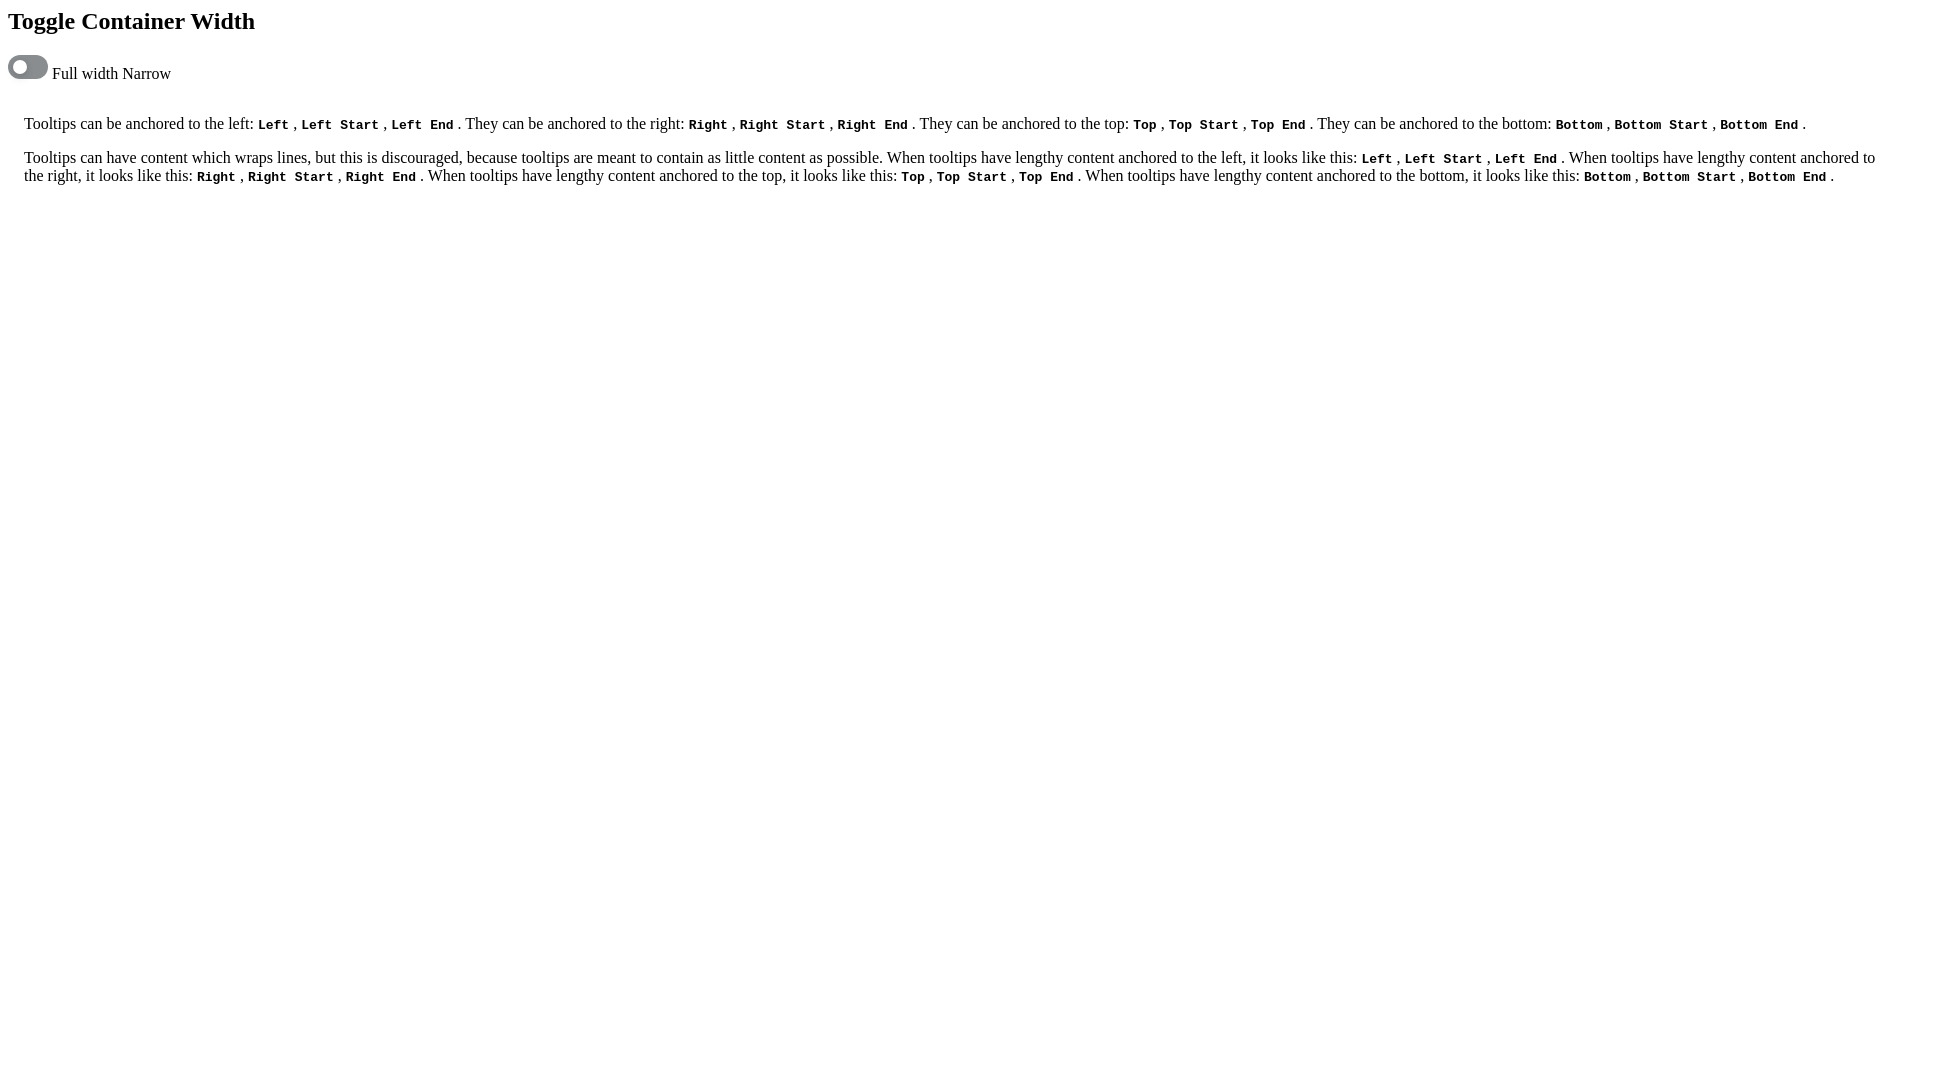 Toggle Container Width
Full width Narrow
Tooltips can be anchored to the left: Left , Left Start , Left End . They can be anchored to the right: Right , Right Start , Right End . They can be anchored to the top: Top , Top Start , Top End . They can be anchored to the bottom: Bottom , Bottom Start , Bottom End .
Tooltips can have content which wraps lines, but this is discouraged, because tooltips are meant to contain as little content as possible. When tooltips have lengthy content anchored to the left, it looks like this: Left , Left Start , Left End . When tooltips have lengthy content anchored to
the right, it looks like this: Right , Right Start , Right End . When tooltips have lengthy content anchored to the top, it looks like this: Top , Top Start , Top End . When tooltips have lengthy content anchored to the bottom, it looks like this: Bottom , Bottom Start , Bottom End .